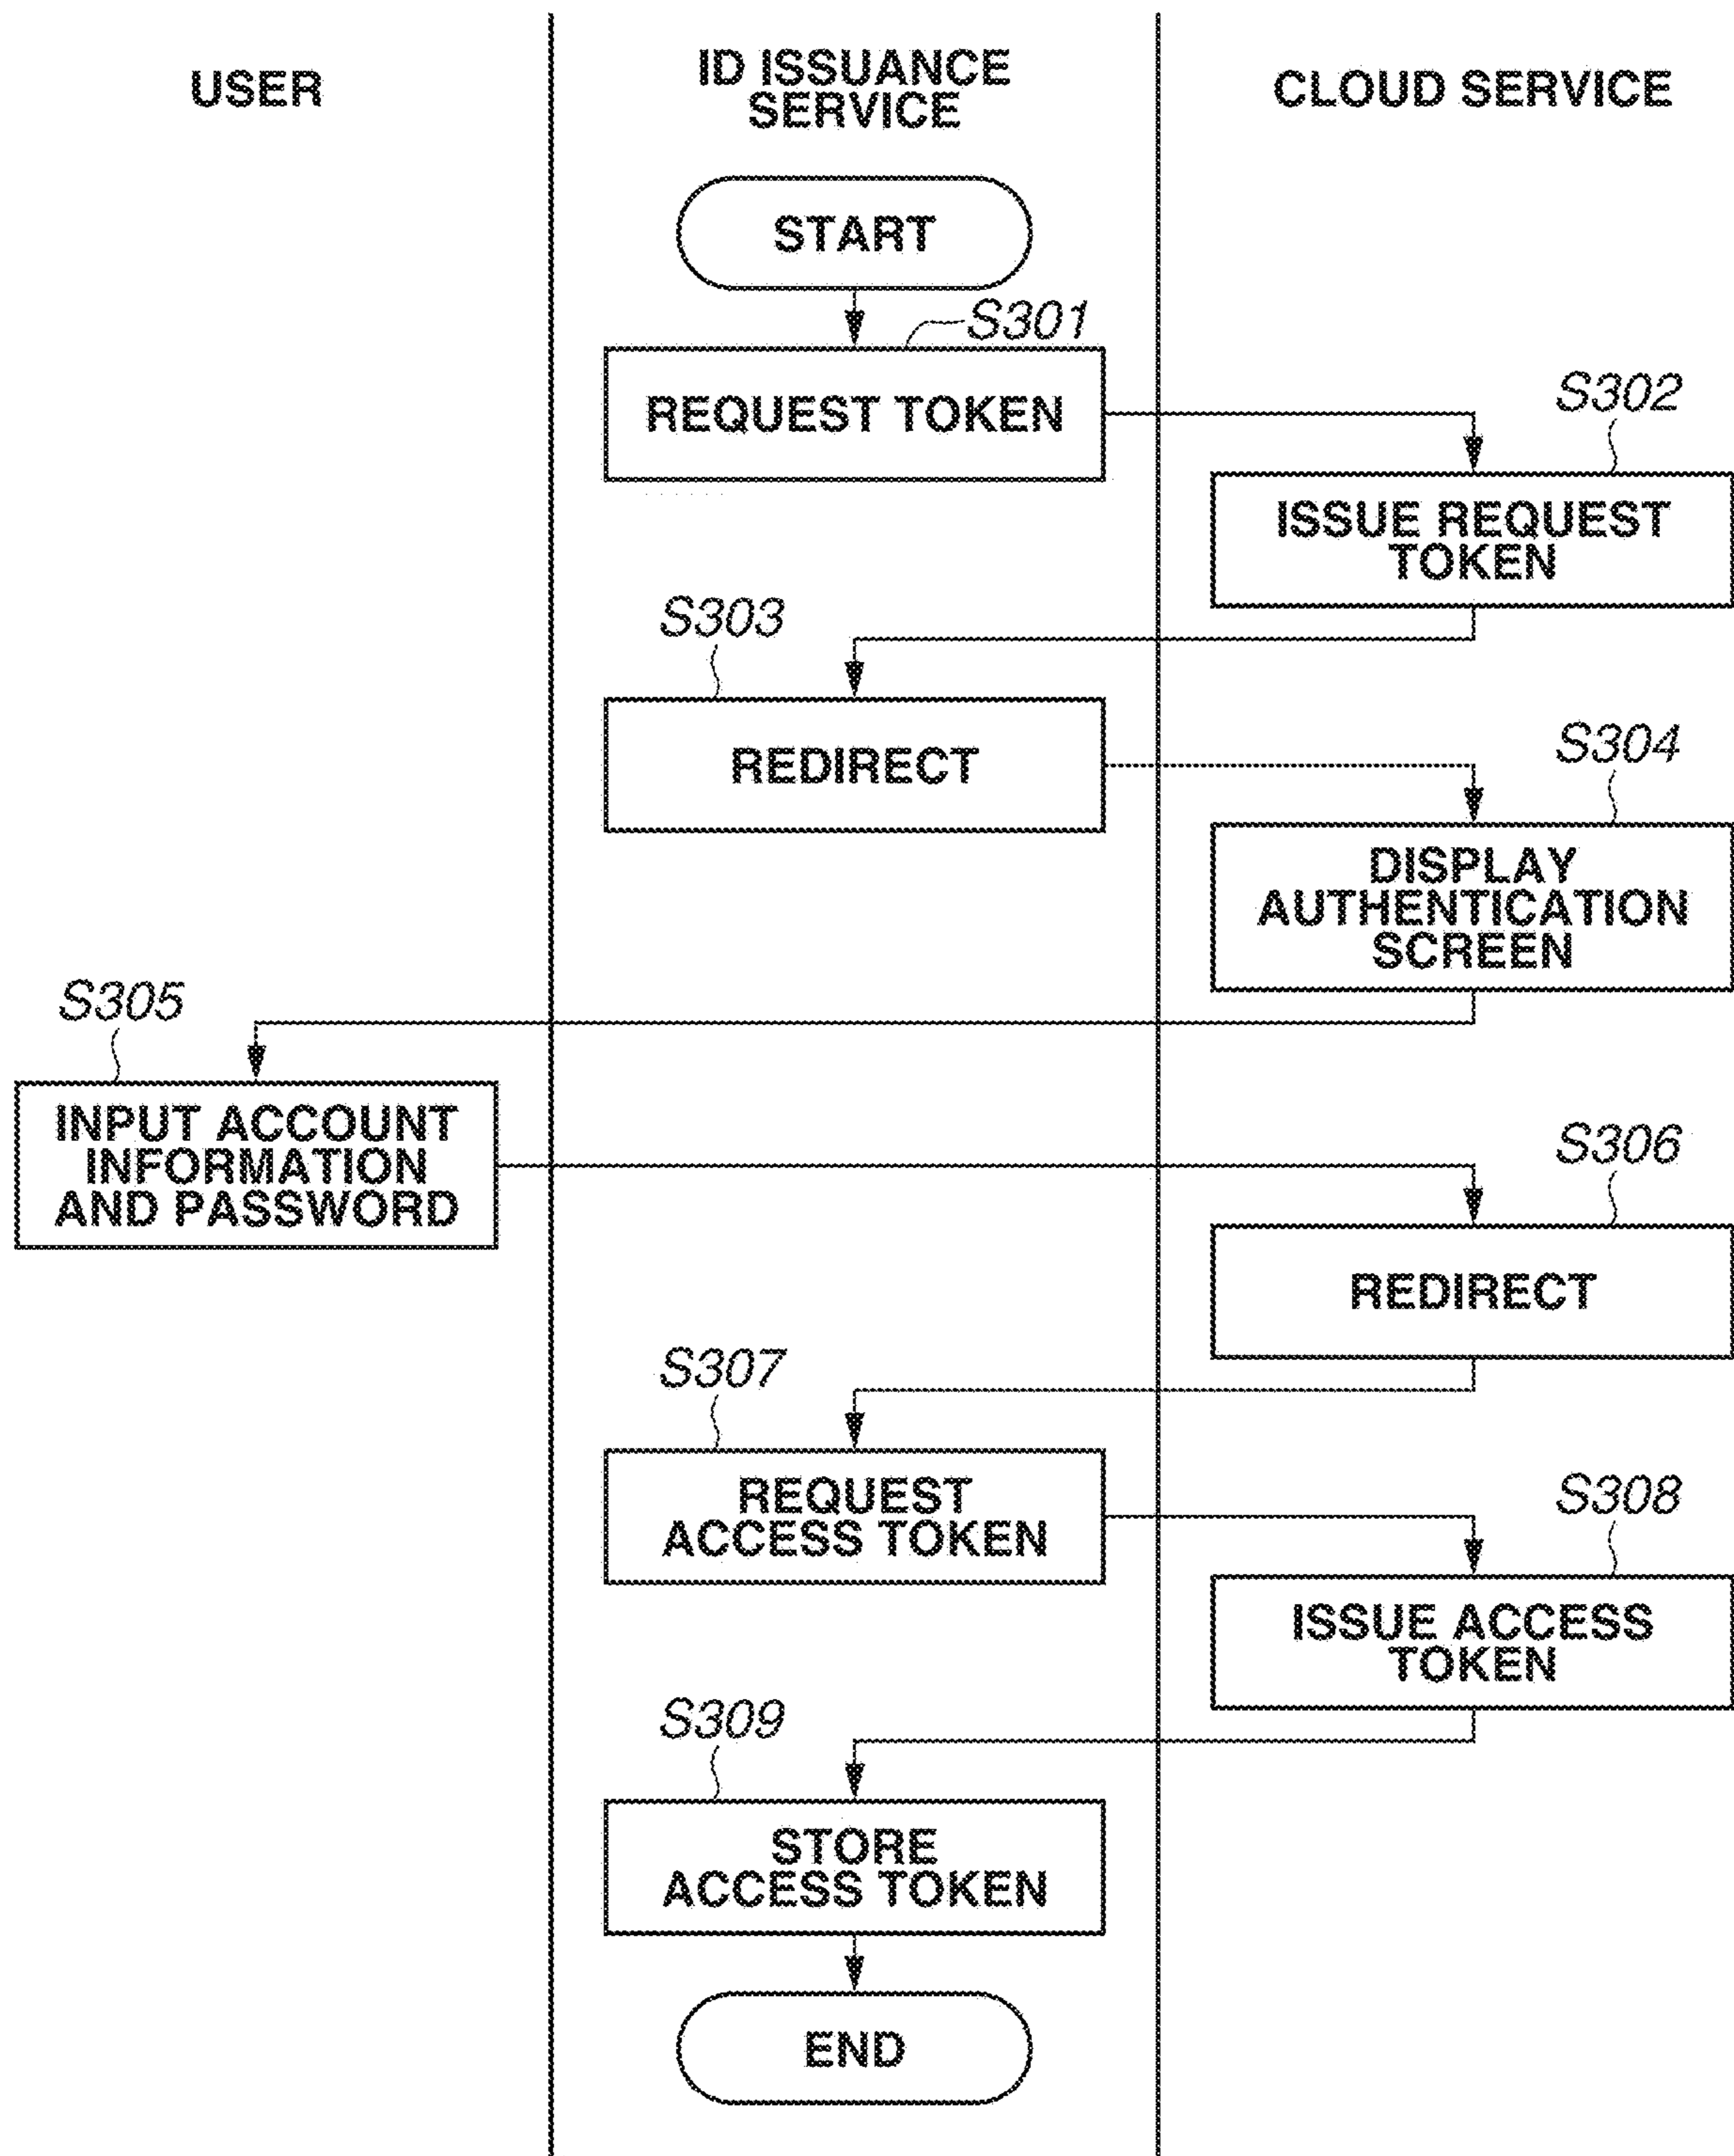 USER
ID ISSUANCE
SERVICE
CLOUD SERVICE
START
S301
REQUEST TOKEN
S302
ISSUE REQUEST
TOKEN
S303
REDIRECT
S304
DISPLAY
AUTHENTICATION
SCREEN
S305
INPUT ACCOUNT
INFORMATION
AND PASSWORD
S306
REDIRECT
S307
REQUEST
ACCESS TOKEN
S308
ISSUE ACCESS
TOKEN
S309
STORE
ACCESS TOKEN
END